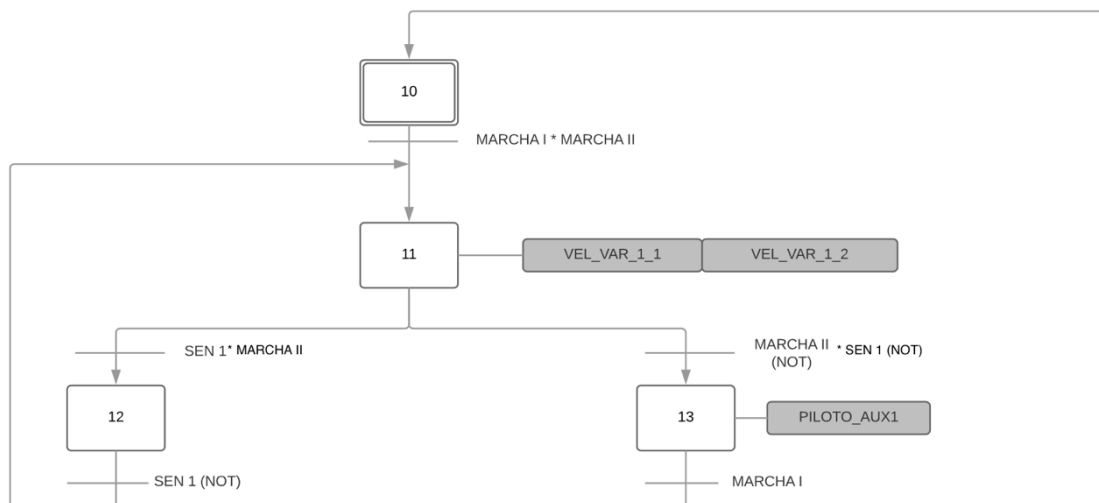 10
MARCHA I * MARCHA II
11
VEL_VAR_1_1
VEL_VAR_1_2
SEN 1* MARCHA II
MARCHA II * SEN 1 (NOT)
(NOT)
12
13
PILOTO_AUX1
SEN 1 (NOT)
MARCHA I